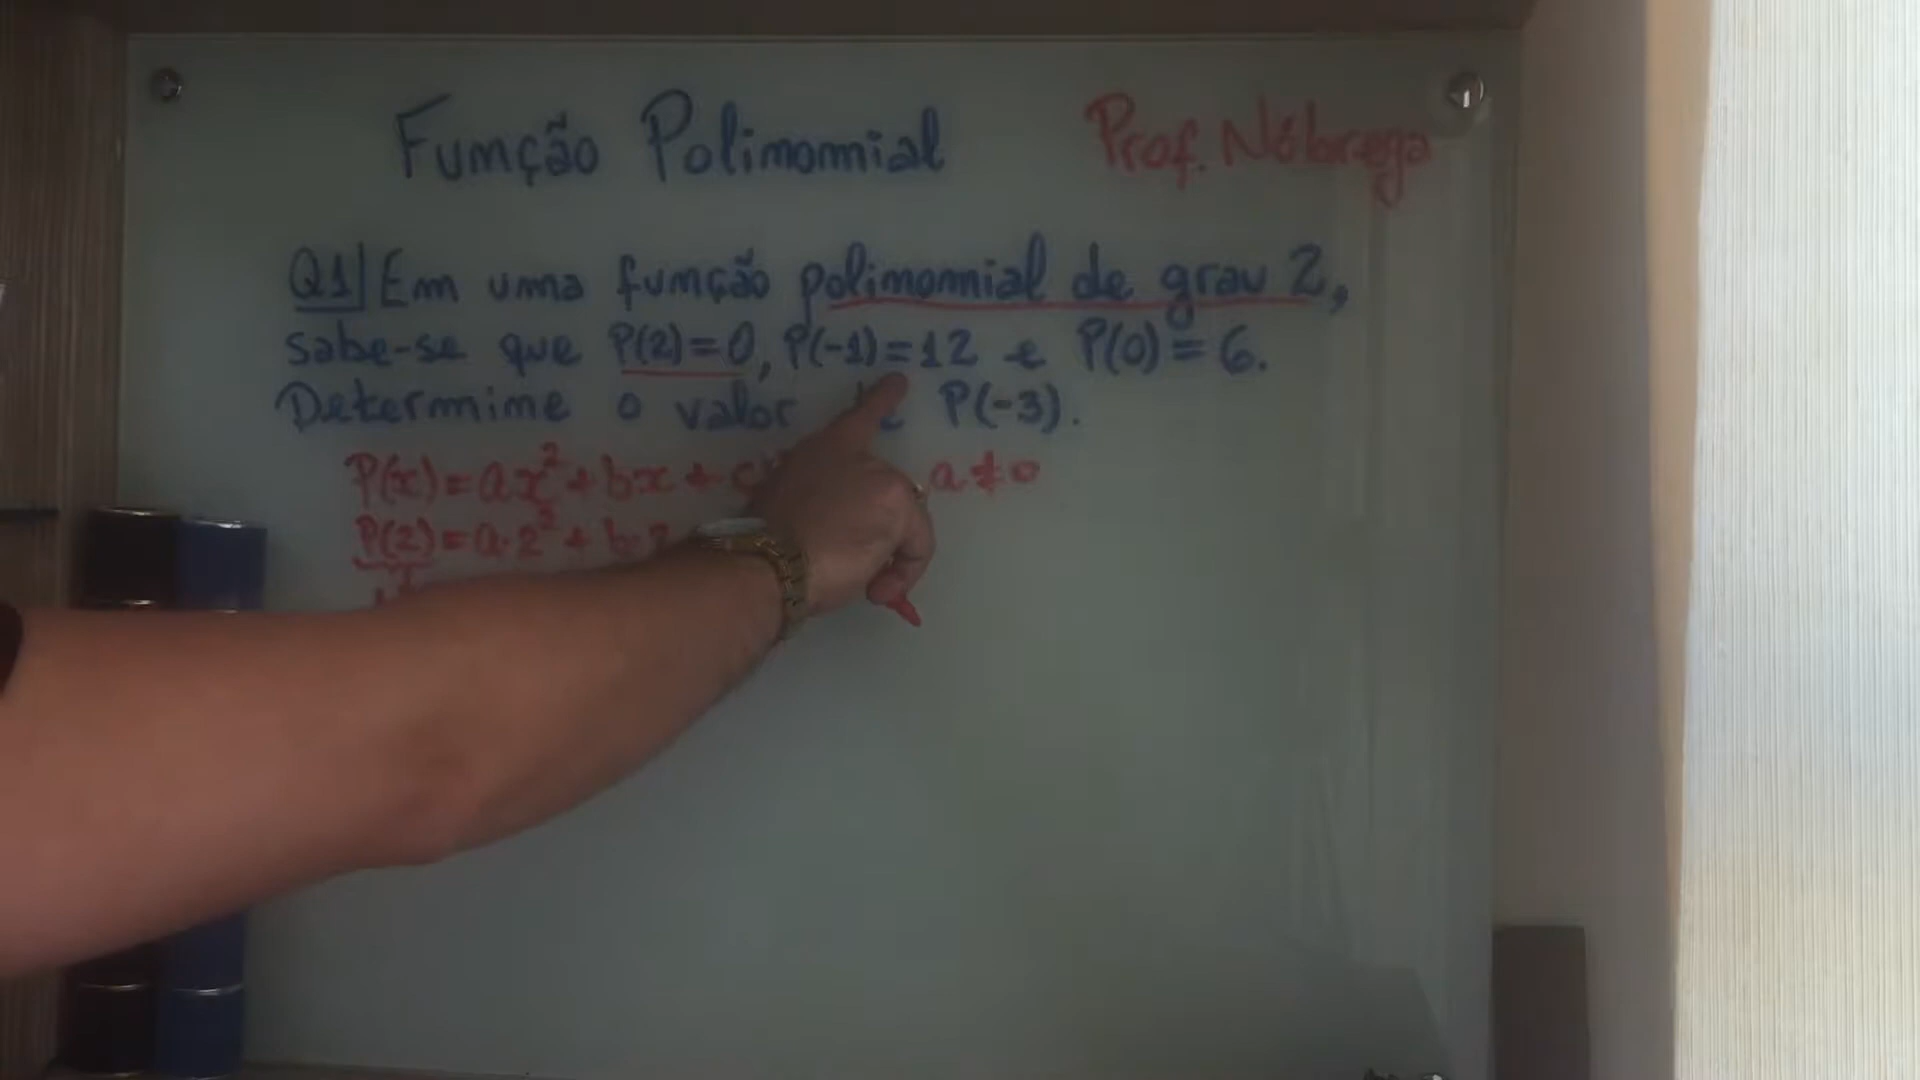 Função Polinomial Prof. Nóbrega
Q1| Em uma função polinomial de grau 2,
sabe-se que P(2)=0, P(-1)=12 e P(0)=6.
Determine o valor P(-3).
P(x)=ax²+bx+c a≠0
P(2)=a·2²+b·2